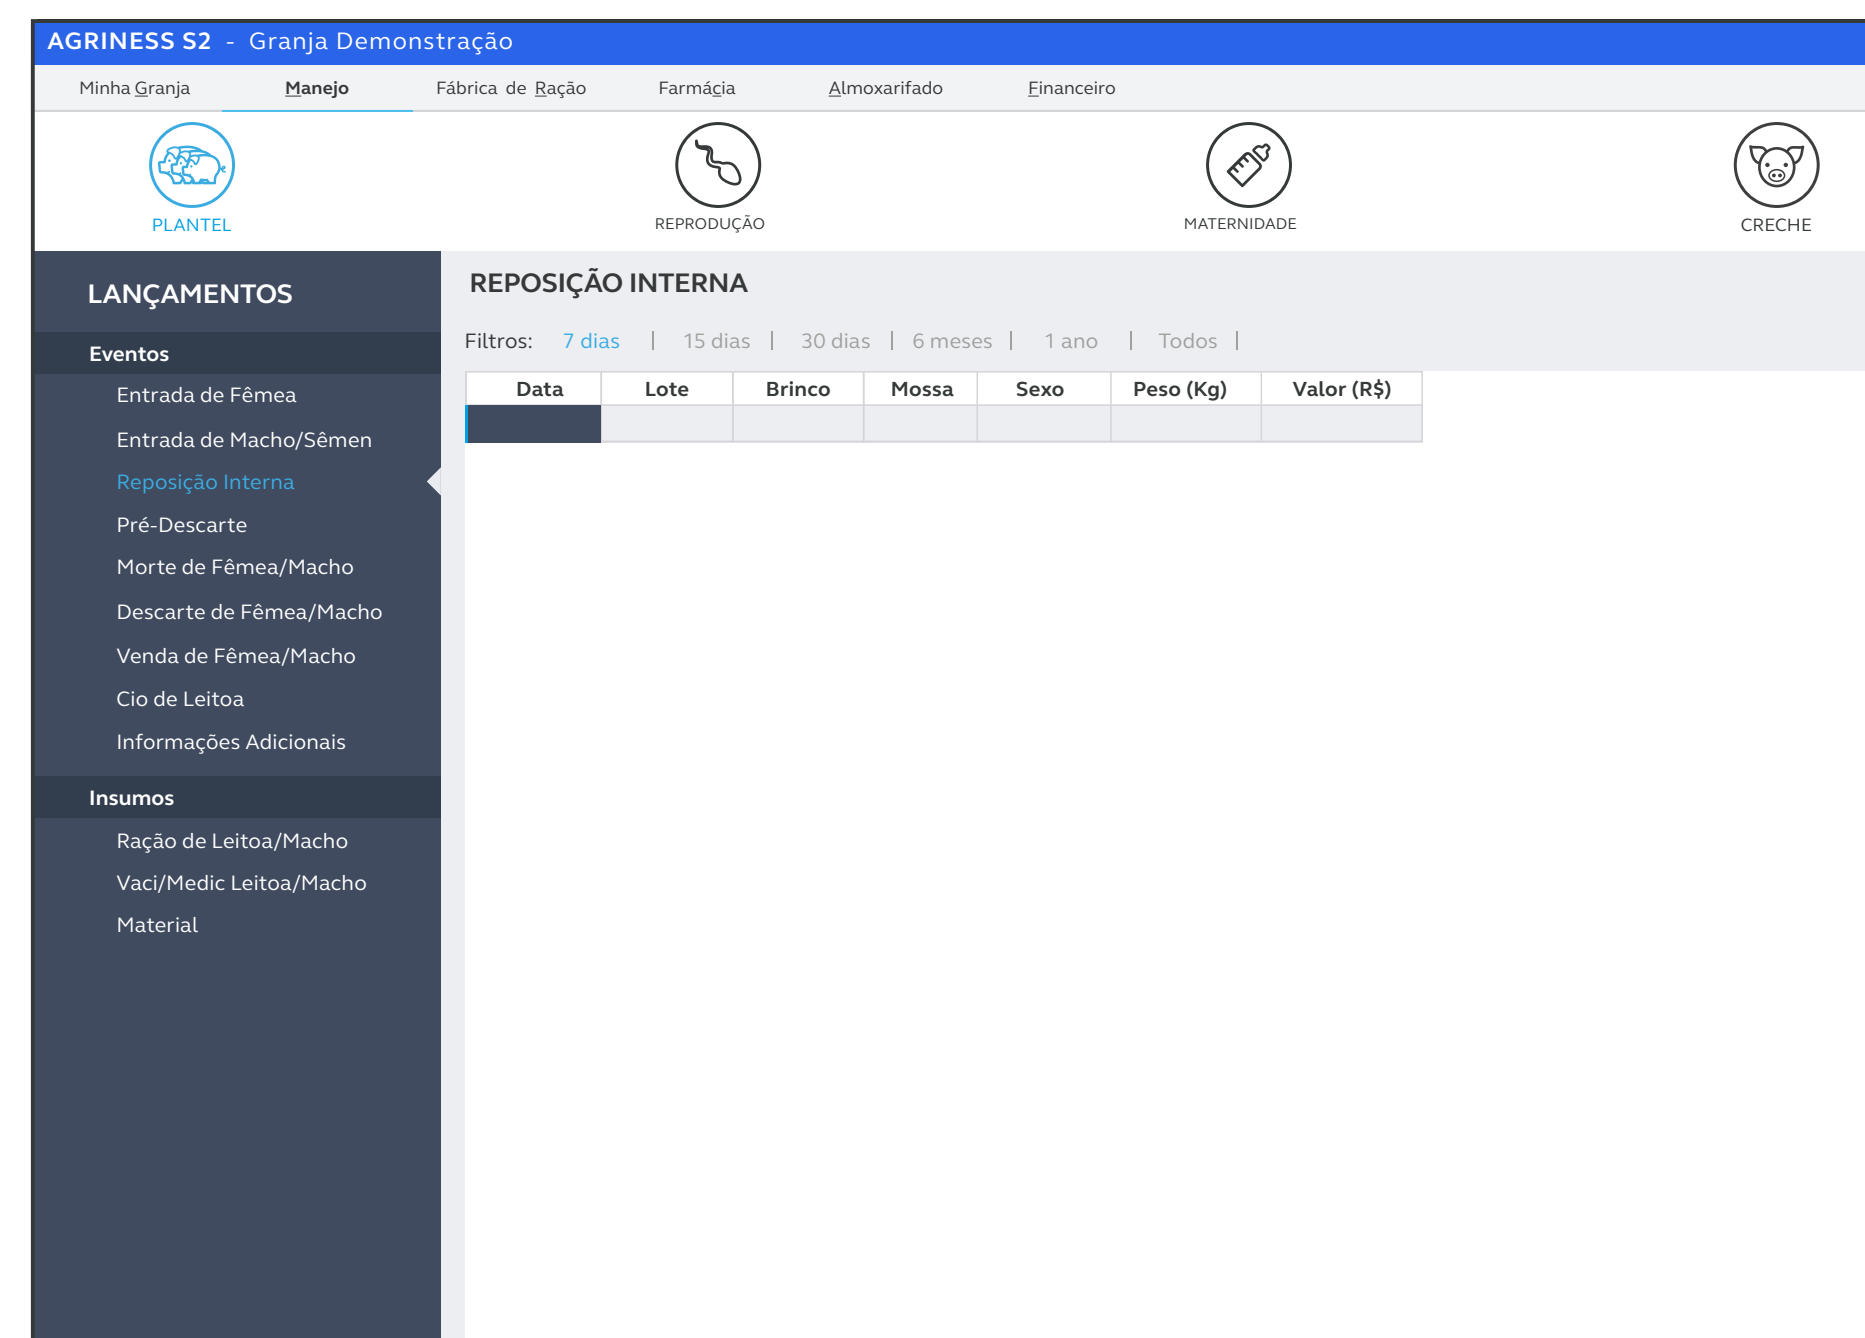 AGRINESS S2 - Granja Demonstração
Minha Granja Manejo Fábrica de Ração Farmácia Almoxarifado Financeiro
PLANTEL REPRODUÇÃO MATERNIDADE CRECHE
LANÇAMENTOS
Eventos
Entrada de Fêmea
Entrada de Macho/Sêmen
Reposição Interna
Pré-Descarte
Morte de Fêmea/Macho
Descarte de Fêmea/Macho
Venda de Fêmea/Macho
Cio de Leitoa
Informações Adicionais
Insumos
Ração de Leitoa/Macho
Vaci/Medic Leitoa/Macho
Material
REPOSIÇÃO INTERNA
Filtros: 7 dias | 15 dias | 30 dias | 6 meses | 1 ano | Todos |
Data Lote Brinco Mossa Sexo Peso (Kg) Valor (R$)